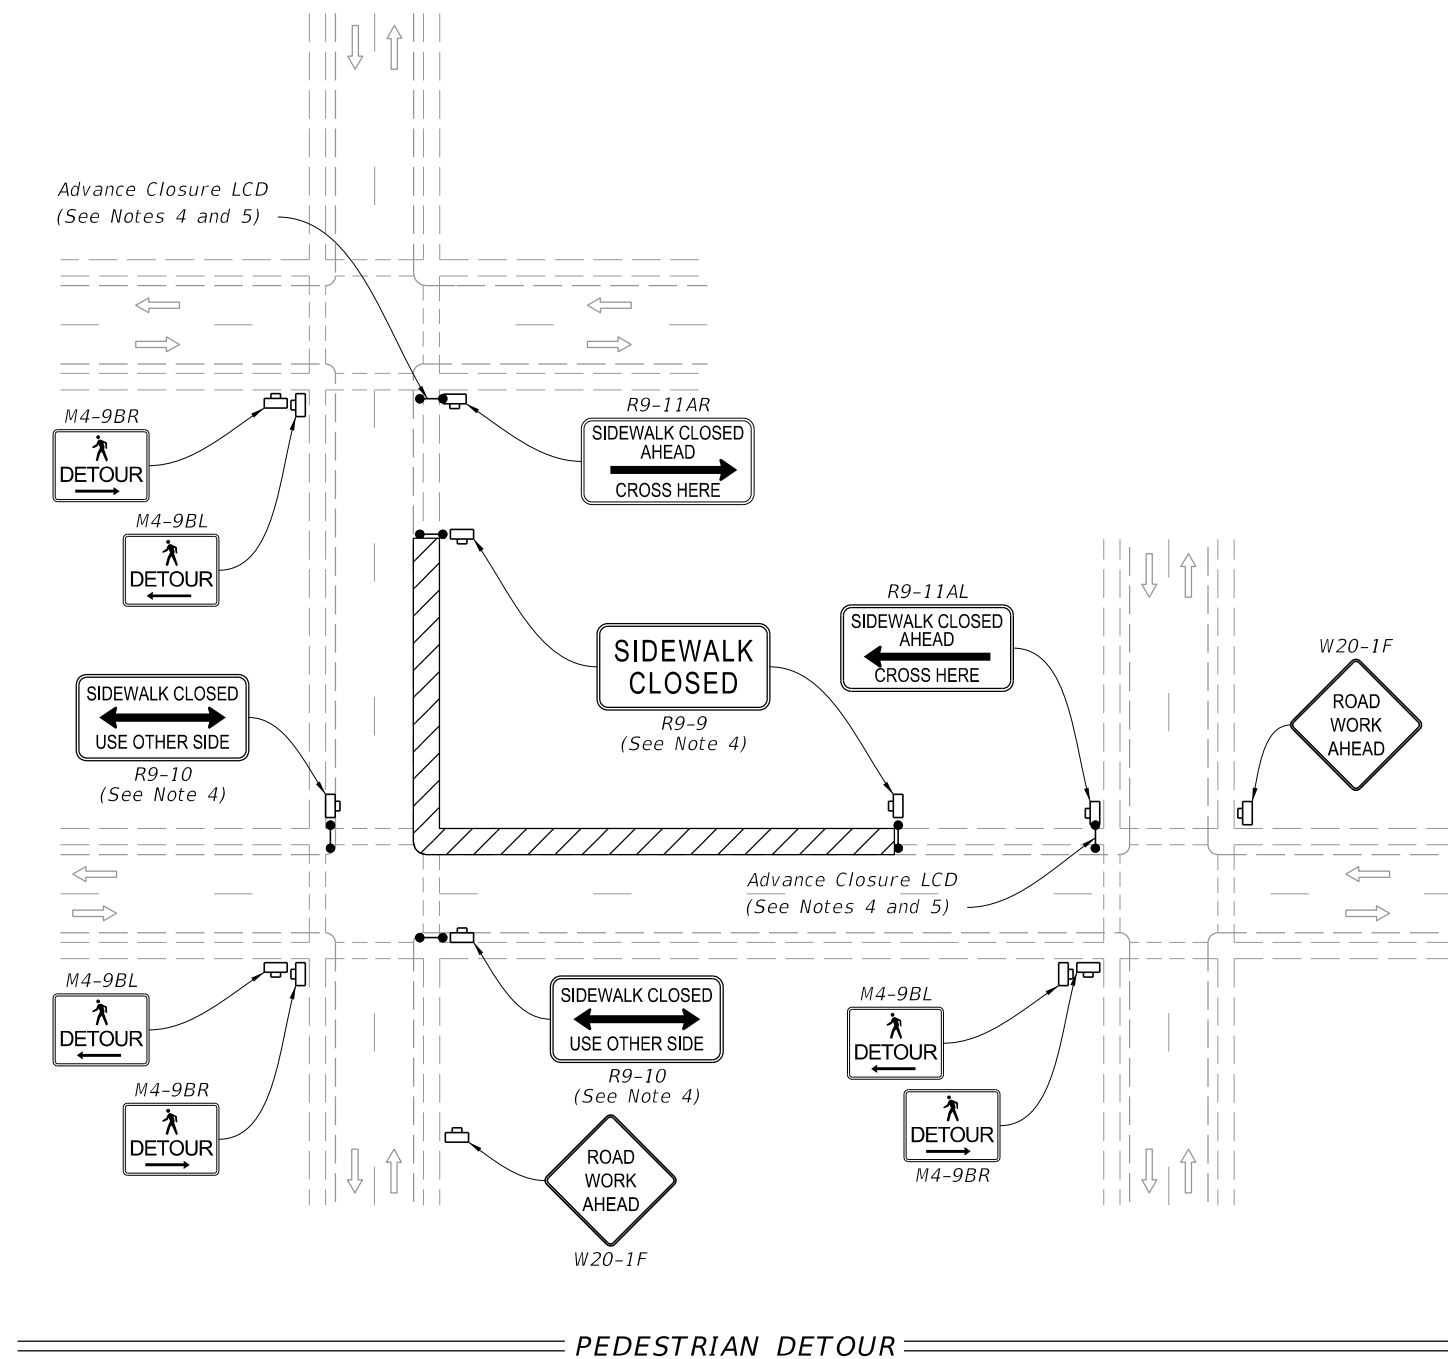 Advance Closure LCD
(See Notes 4 and 5)
M4-9BR
DETOUR
M4-9BL
DETOUR
R9-11AR
SIDEWALK CLOSED
AHEAD
CROSS HERE
SIDEWALK
CLOSED
R9-9
(See Note 4)
R9-11AL
SIDEWALK CLOSED
AHEAD
CROSS HERE
W20-1F
ROAD
WORK
AHEAD
SIDEWALK CLOSED
USE OTHER SIDE
R9-10
(See Note 4)
Advance Closure LCD
(See Notes 4 and 5)
M4-9BL
DETOUR
M4-9BR
DETOUR
SIDEWALK CLOSED
USE OTHER SIDE
R9-10
(See Note 4)
ROAD
WORK
AHEAD
W20-1F
M4-9BL
DETOUR
DETOUR
M4-9BR
PEDESTRIAN DETOUR